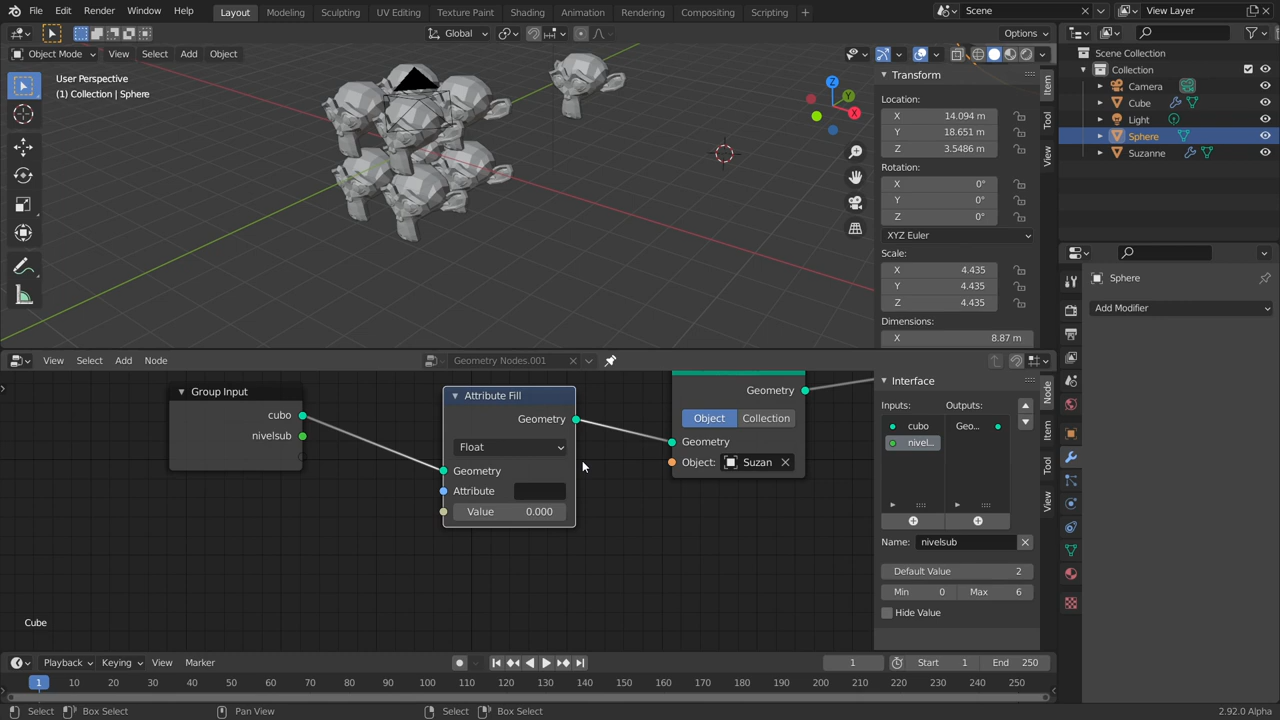 File Edit Render Window Help Layout Modeling Sculpting UV Editing Texture Paint Shading Animation Rendering Compositing Scripting + Scene View Layer
Global Options
Object Mode View Select Add Object
User Perspective
(1) Collection | Sphere
Z
Y
X
Transform
Location:
X 14.094 m
Y 18.651 m
Z 3.5486 m
Rotation:
X 0°
Y 0°
Z 0°
XYZ Euler
Scale:
X 4.435
Y 4.435
Z 4.435
Dimensions:
X 8.87 m
Item
Tool
View
Scene Collection
Collection
Camera
Cube
Light
Sphere
Suzanne
Sphere
Add Modifier
View Select Add Node Geometry Nodes.001
Group Input
cubo
nivelsub
Attribute Fill
Geometry
Float
Geometry
Attribute
Value 0.000
Geometry
Object Collection
Geometry
Object: Suzan
Cube
Interface
Inputs: Outputs:
cubo Geo...
nivel...
Name: nivelsub
Default Value 2
Min 0 Max 6
Hide Value
Node
Item
Tool
View
Playback Keying View Marker 1 Start 1 End 250
1 10 20 30 40 50 60 70 80 90 100 110 120 130 140 150 160 170 180 190 200 210 220 230 240 250
Select Box Select Pan View Select Box Select 2.92.0 Alpha